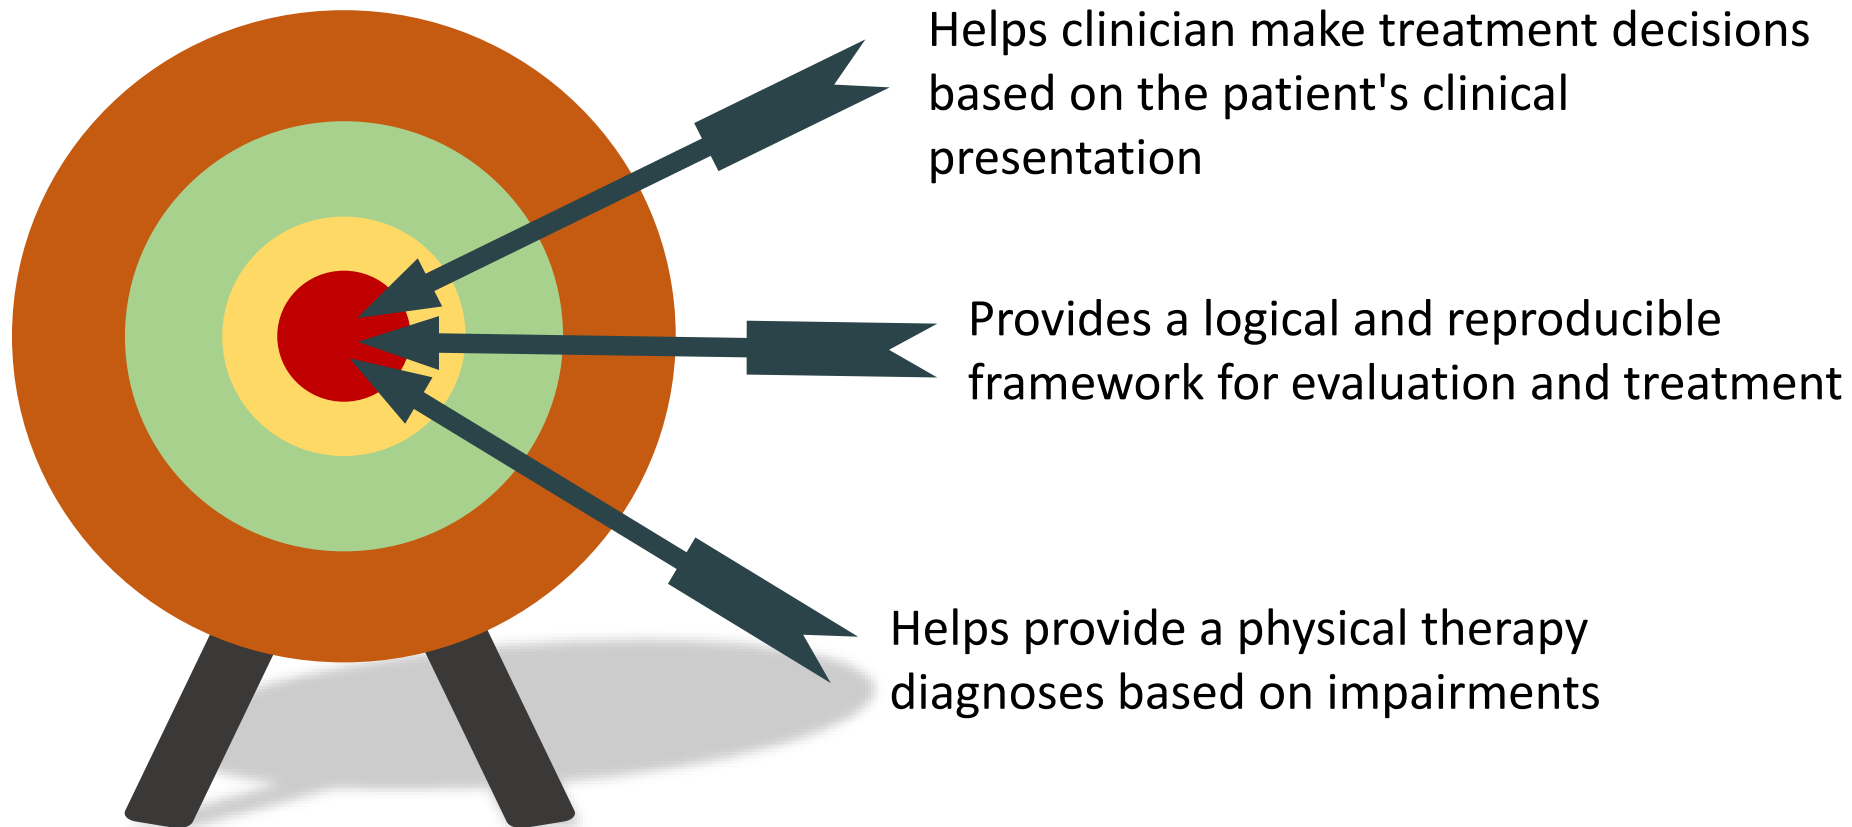 Helps clinician make treatment decisions
based on the patient's clinical
presentation
Provides a logical and reproducible
framework for evaluation and treatment
Helps provide a physical therapy
diagnoses based on impairments